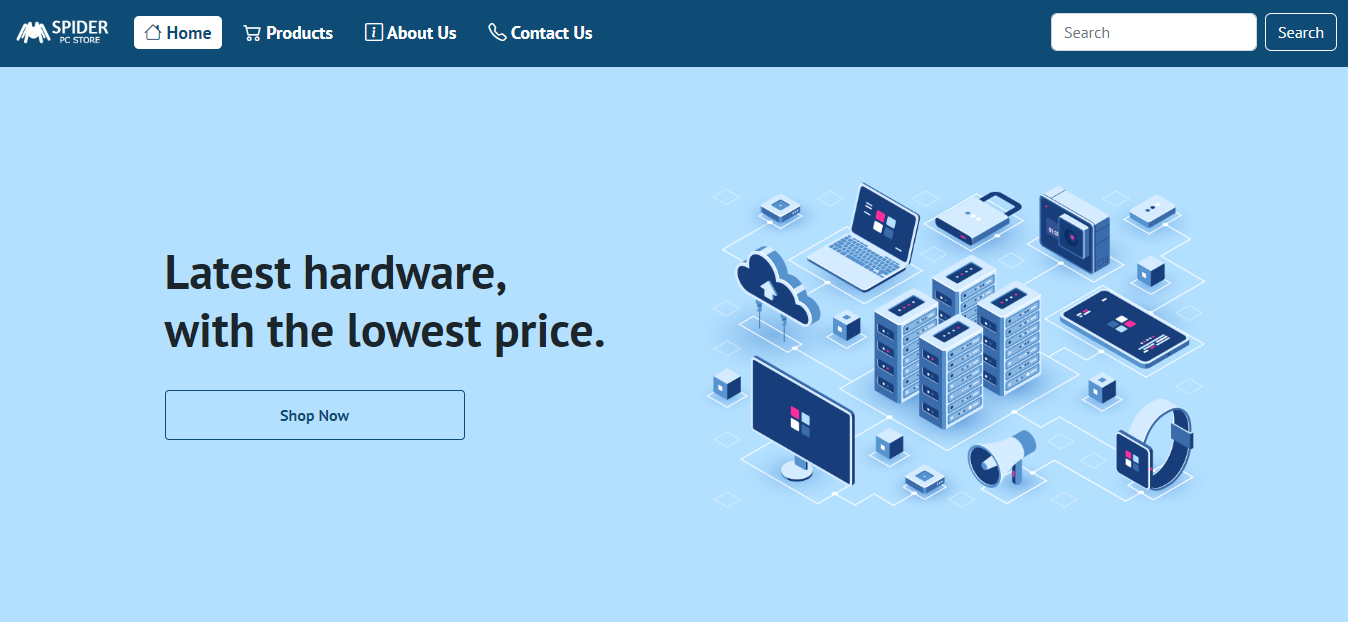 SPIDER
PC STORE
Home
Products
About Us
Contact Us
Search
Search
Latest hardware,
with the lowest price.
Shop Now